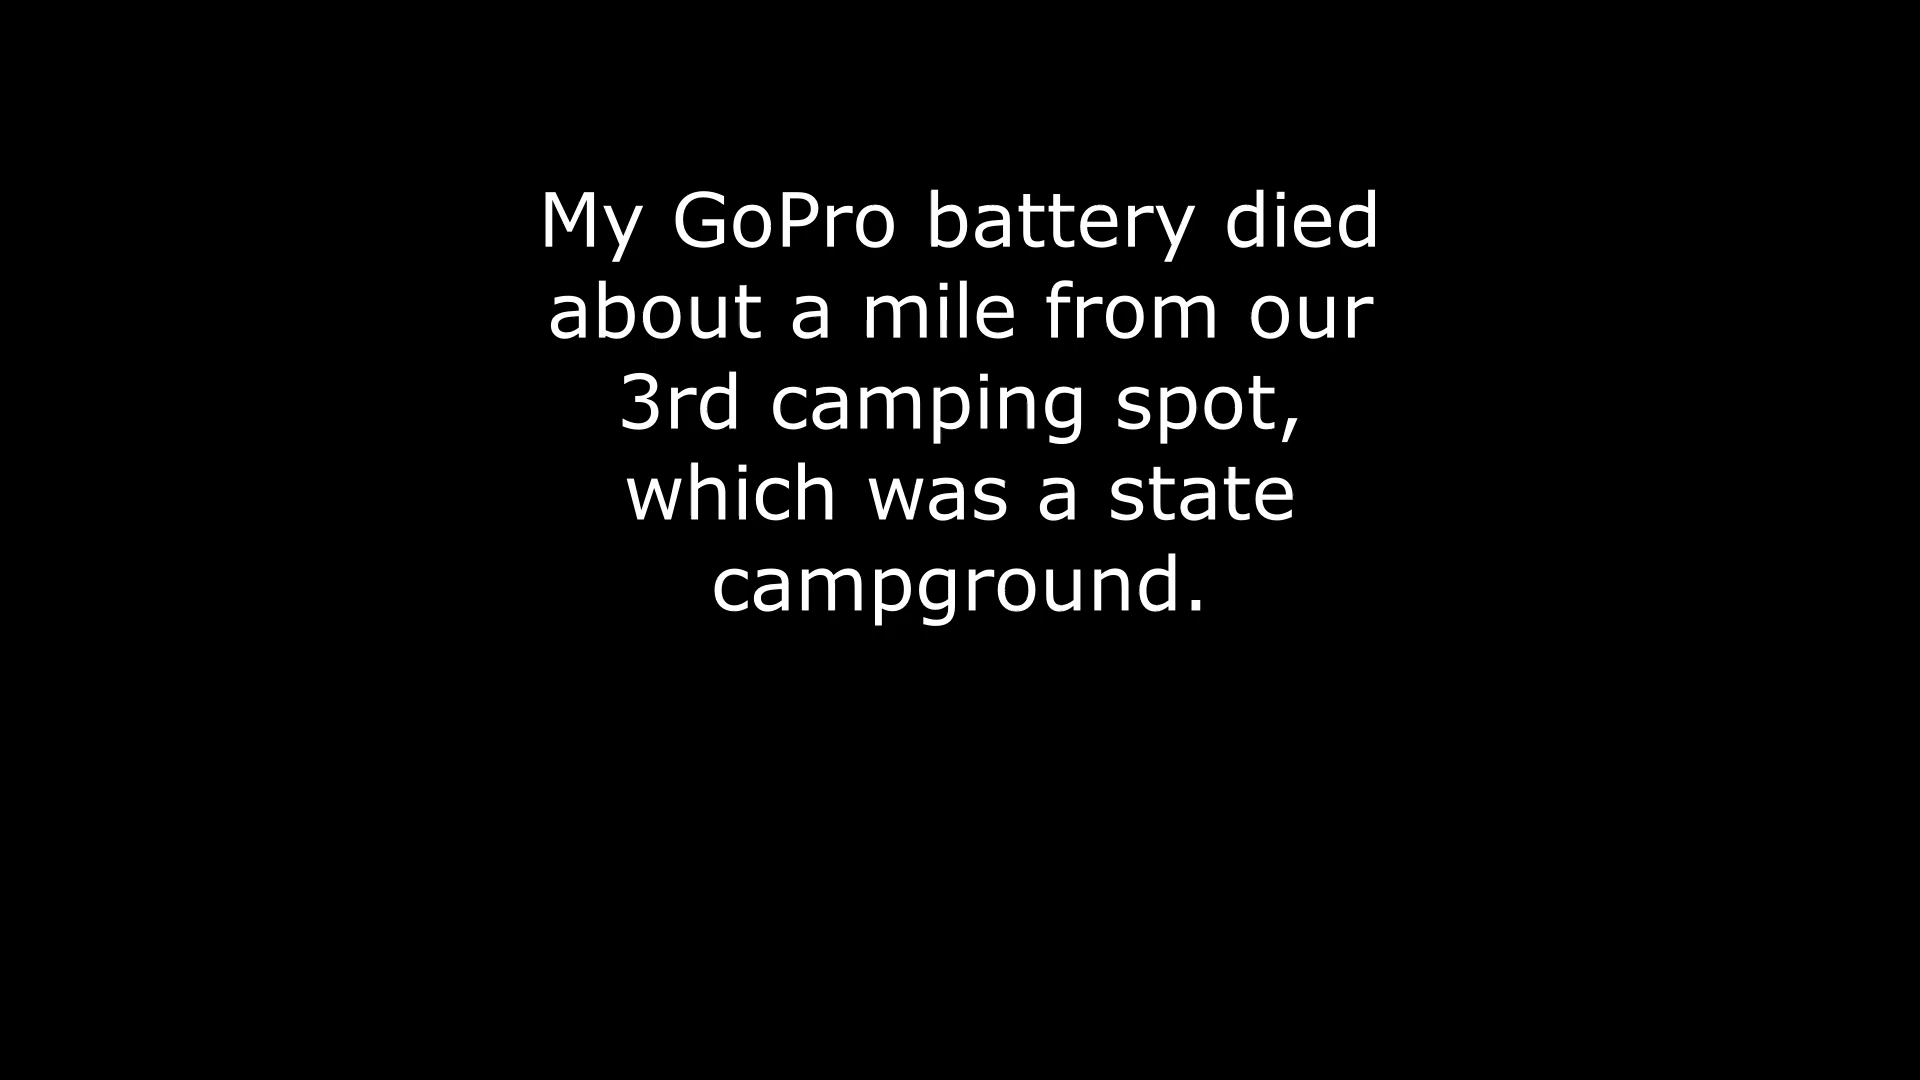 My GoPro battery died
about a mile from our
3rd camping spot,
which was a state
campground.